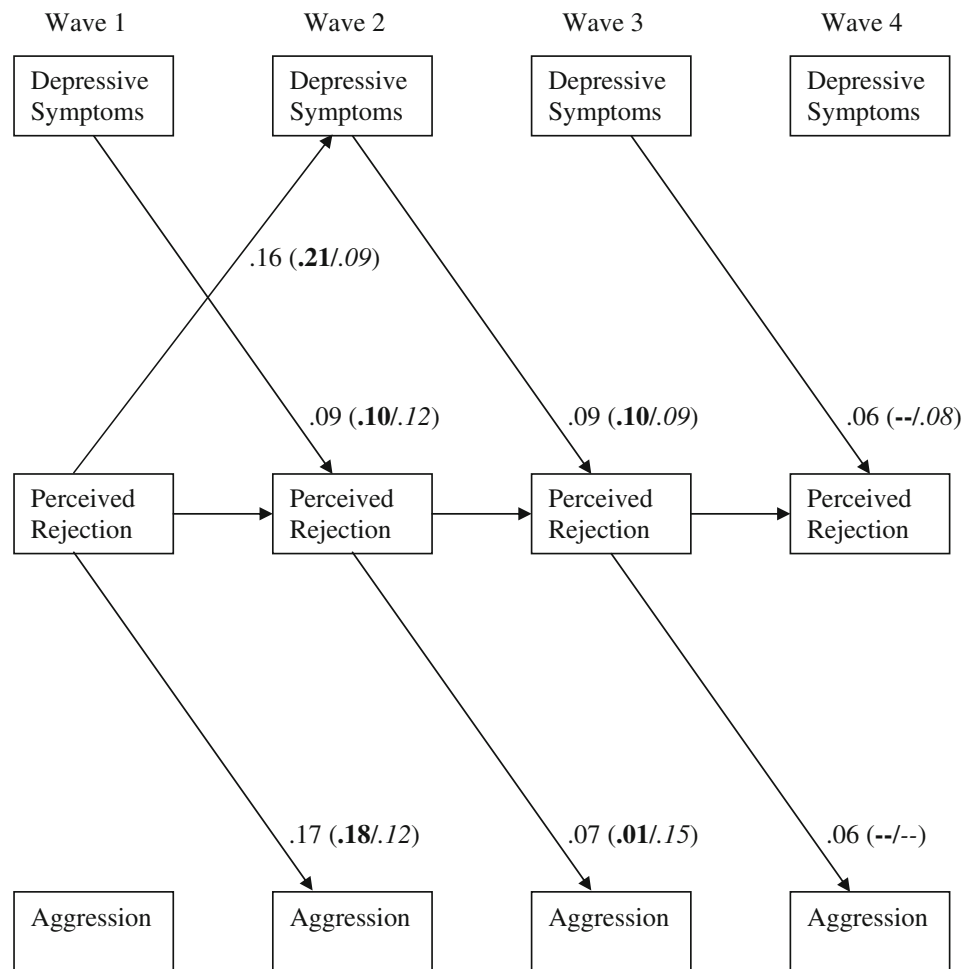 Wave 1 Wave 2 Wave 3 Wave 4
Depressive Symptoms
Depressive Symptoms
Depressive Symptoms
Depressive Symptoms
.16 (.21/.09)
.09 (.10/.12)
.09 (.10/.09)
.06 (--/.08)
Perceived Rejection
Perceived Rejection
Perceived Rejection
Perceived Rejection
.17 (.18/.12)
.07 (.01/.15)
.06 (--/--)
Aggression
Aggression
Aggression
Aggression